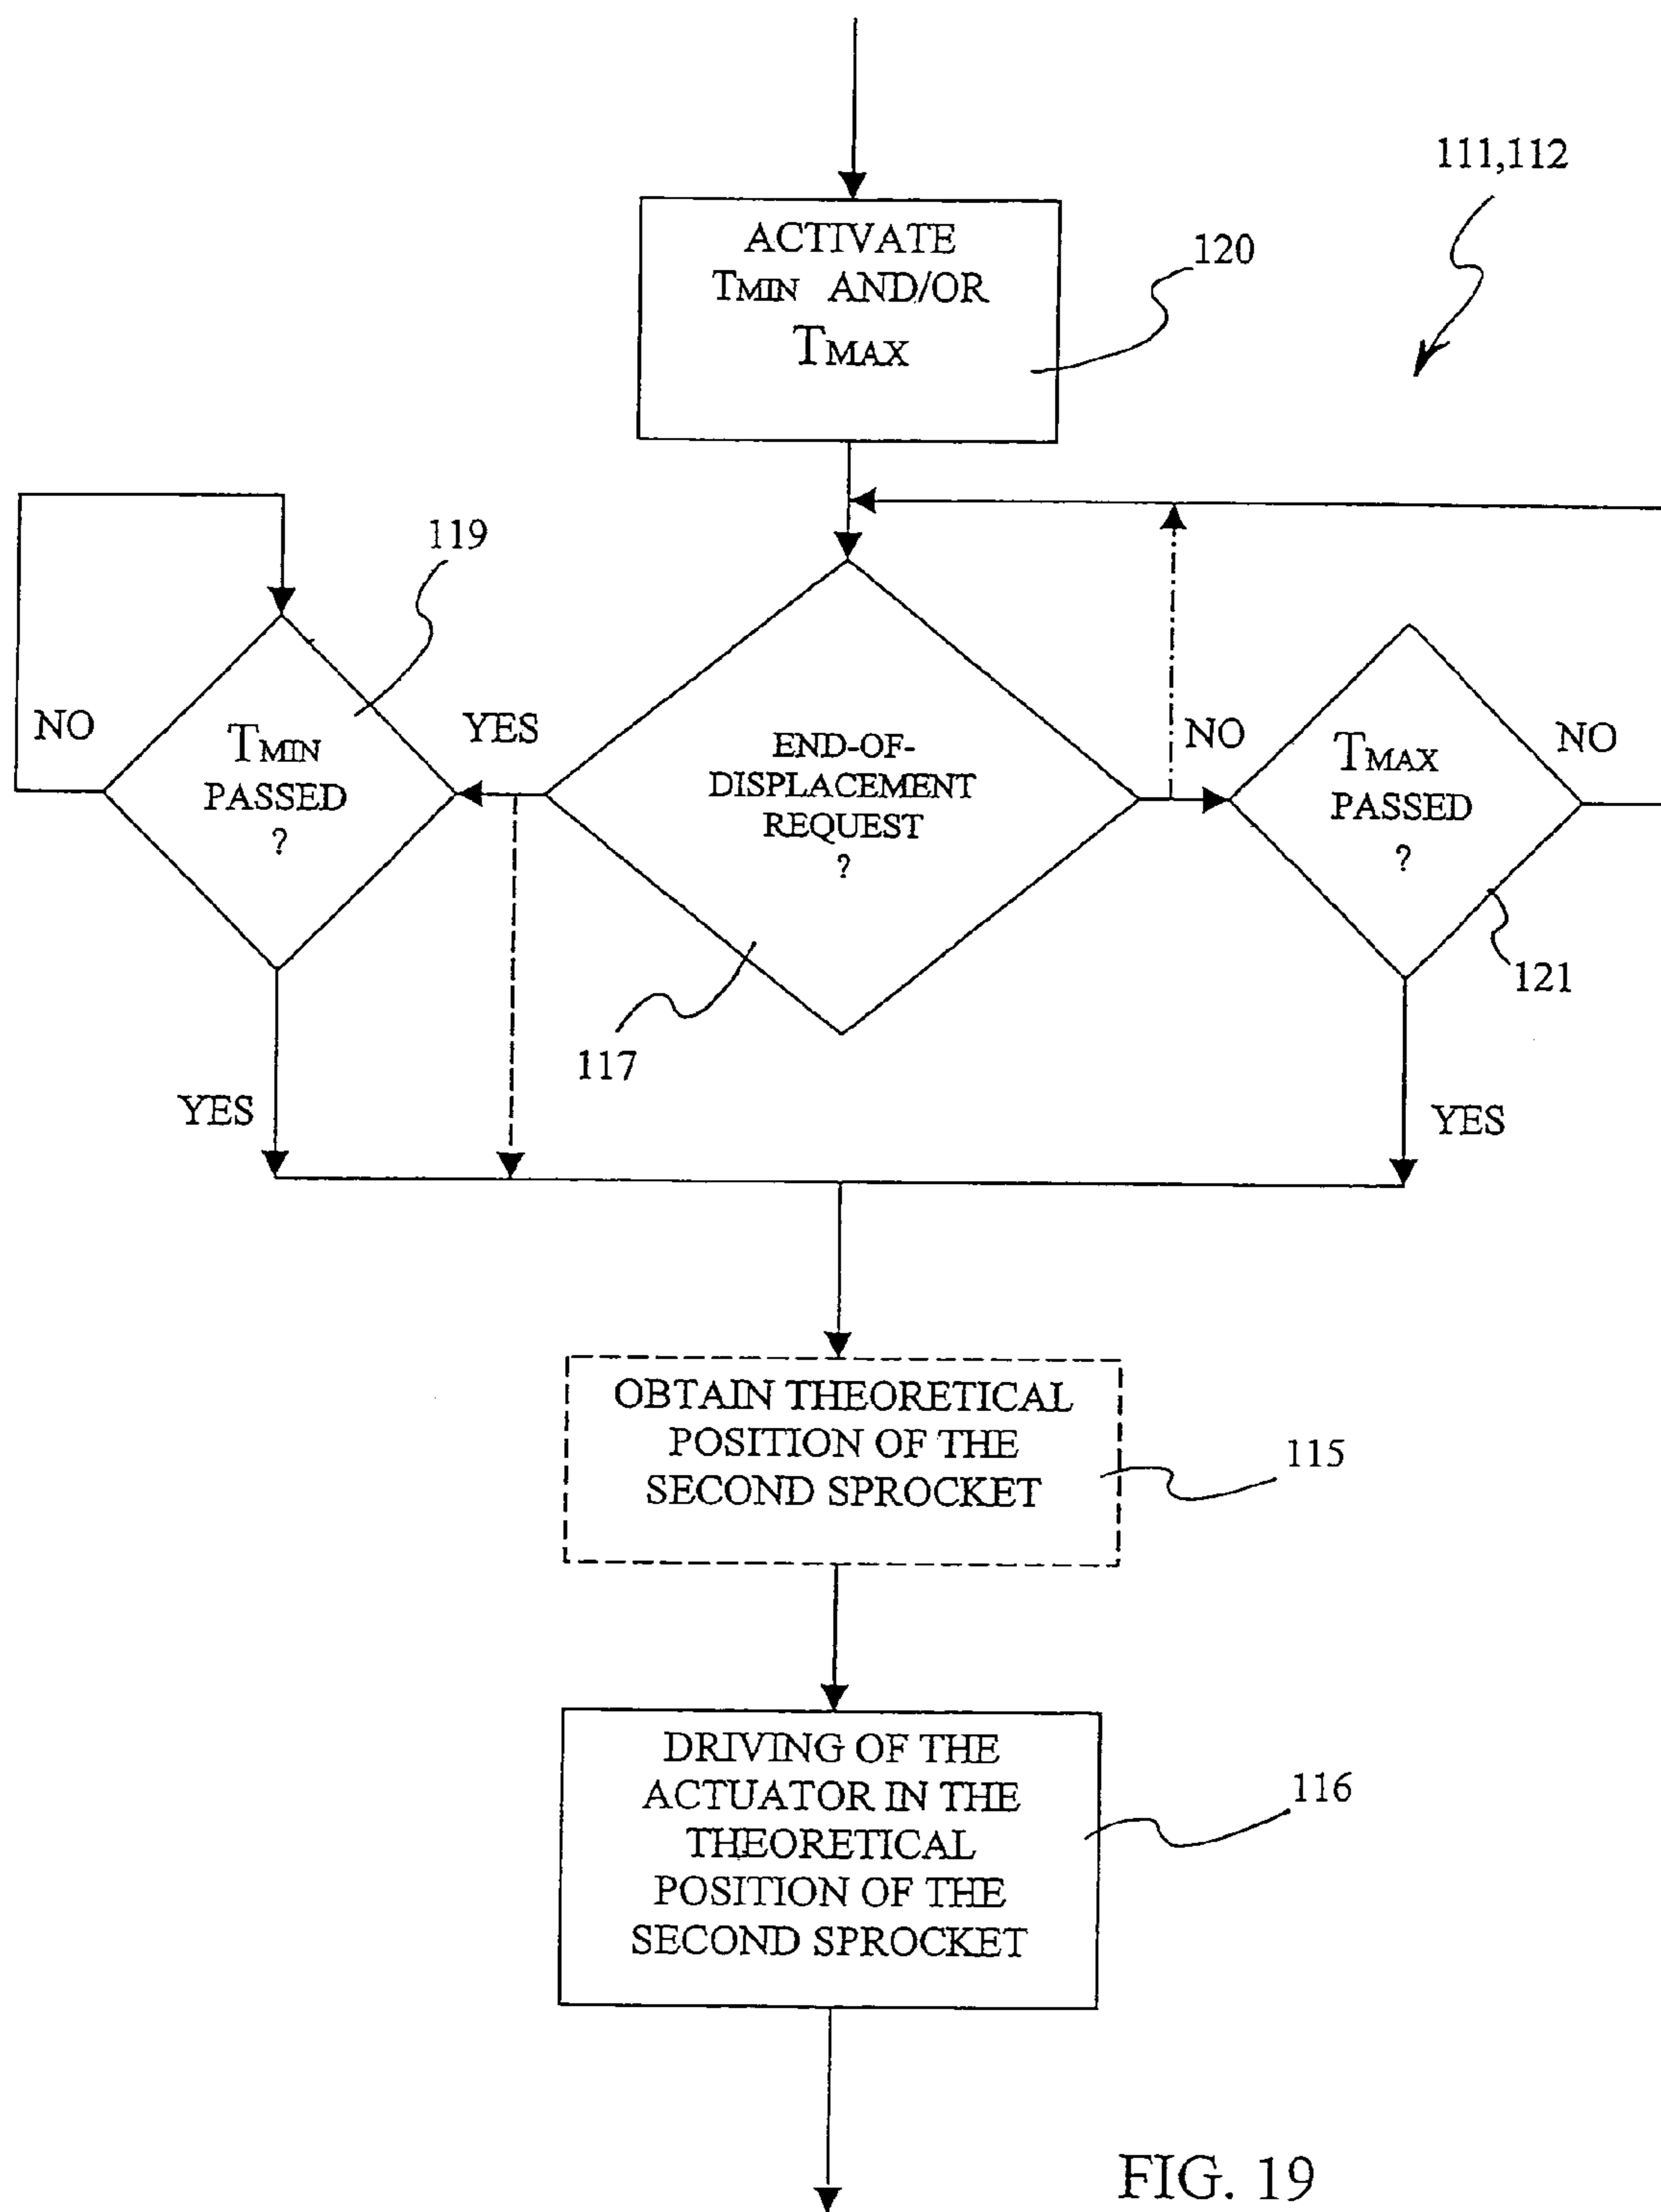 111,112
ACTIVATE
TMIN AND/OR
TMAX
120
119
NO
TMIN
PASSED
?
YES
END-OF-
DISPLACEMENT
REQUEST
?
NO
TMAX
PASSED
?
NO
117
121
YES
YES
OBTAIN THEORETICAL
POSITION OF THE
SECOND SPROCKET
115
DRIVING OF THE
ACTUATOR IN THE
THEORETICAL
POSITION OF THE
SECOND SPROCKET
116
FIG. 19